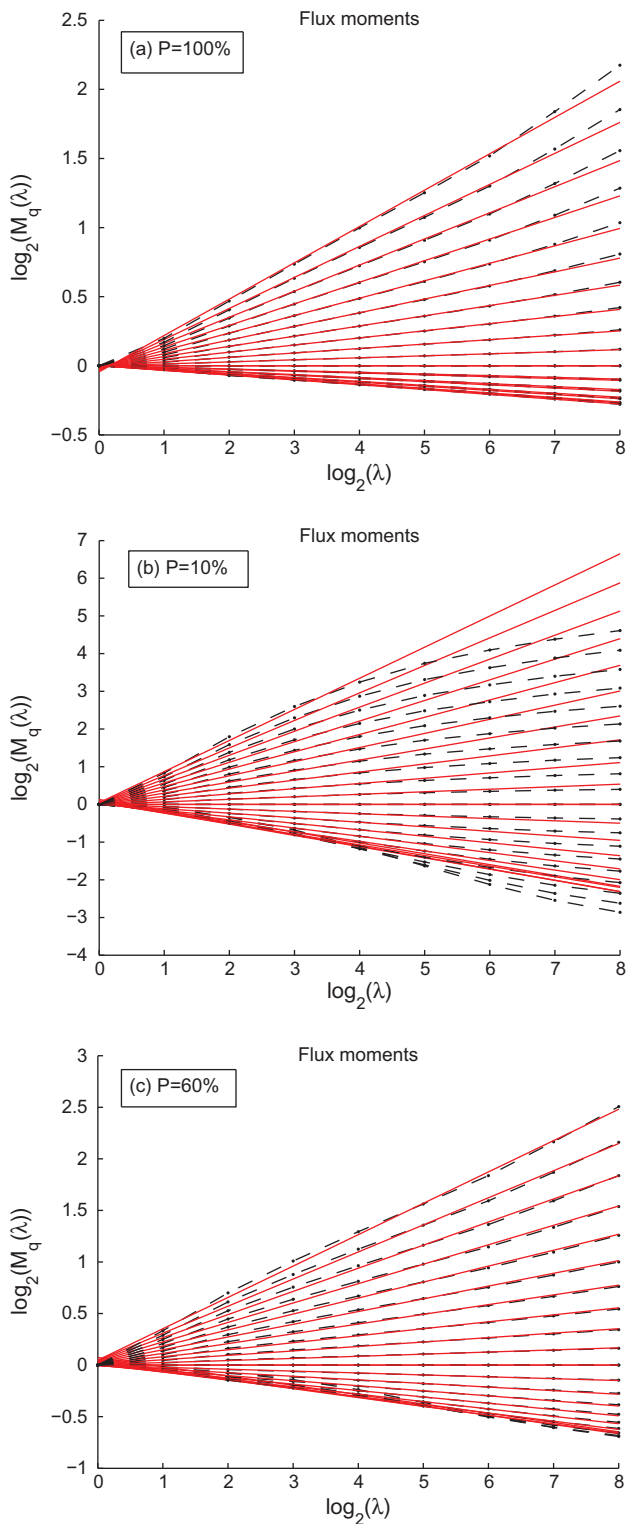 Flux moments
(a) P=100%
2.5
2
1.5
1
0.5
0
−0.5
log₂(M_q(λ))
0 1 2 3 4 5 6 7 8
log₂(λ)
Flux moments
(b) P=10%
7
6
5
4
3
2
1
0
−1
−2
−3
−4
log₂(M_q(λ))
0 1 2 3 4 5 6 7 8
log₂(λ)
Flux moments
(c) P=60%
3
2.5
2
1.5
1
0.5
0
−0.5
−1
log₂(M_q(λ))
0 1 2 3 4 5 6 7 8
log₂(λ)